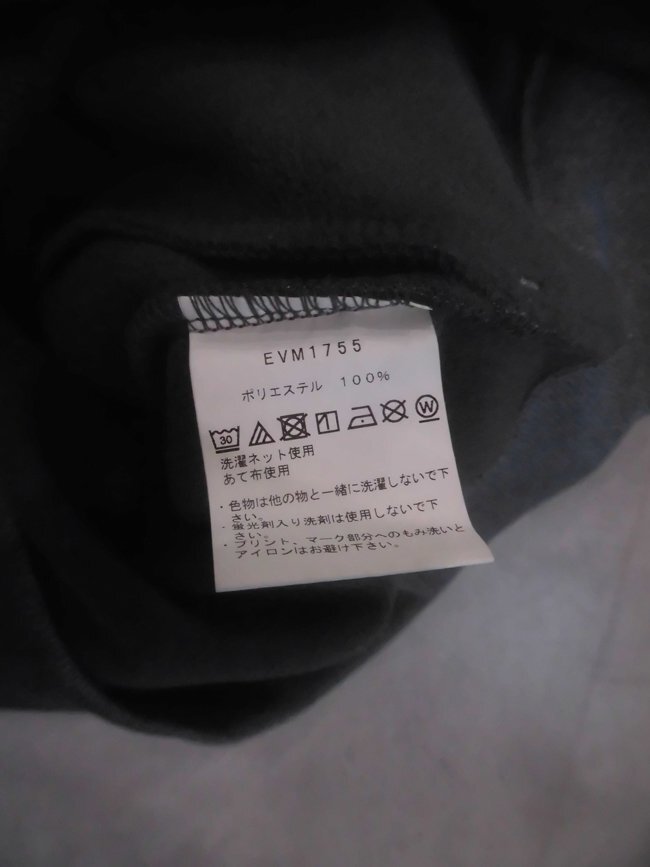 EVM1755
ポリエステル 100%
30 W
洗濯ネット使用
あて布使用
・色物は他の物と一緒に洗濯しないで下
さい。
・蛍光剤入り洗剤は使用しないで下
さい。
・プリント、マーク部分へのもみ洗いと
アイロンはお避け下さい。